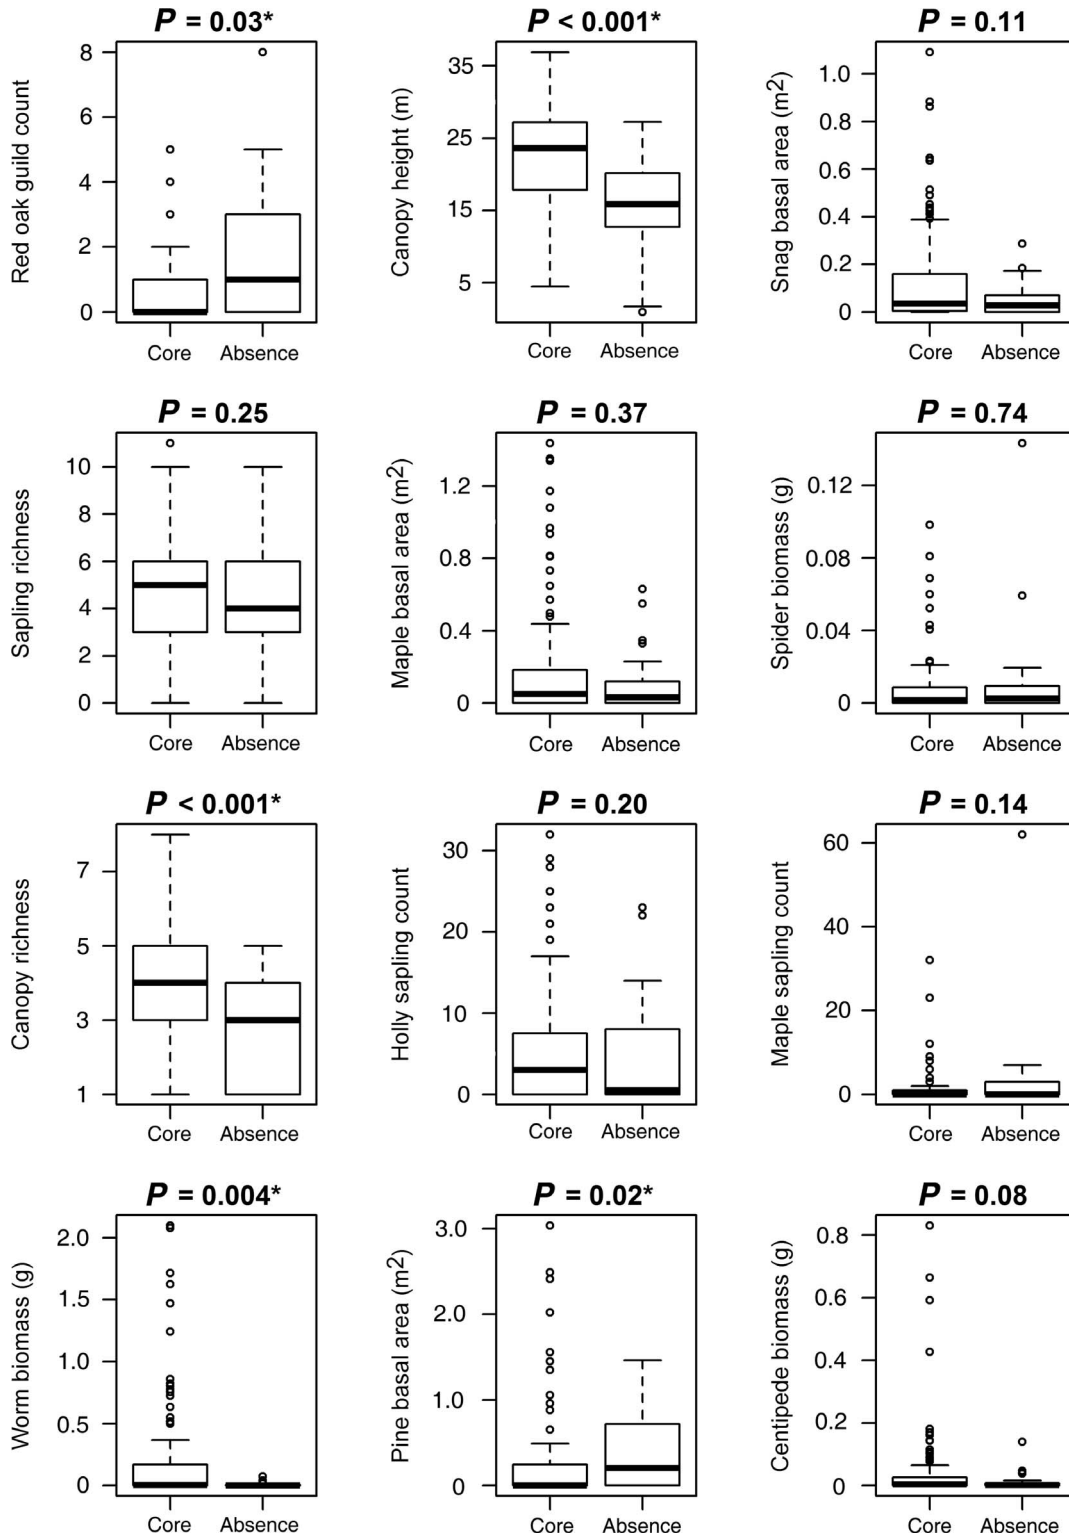 P = 0.03*
Red oak guild count
8
6
4
2
0
Core Absence
P < 0.001*
Canopy height (m)
35
25
15
5
Core Absence
P = 0.11
Snag basal area (m2)
1.0
0.8
0.6
0.4
0.2
0
Core Absence
P = 0.25
Sapling richness
10
8
6
4
2
0
Core Absence
P = 0.37
Maple basal area (m2)
1.2
0.8
0.4
0
Core Absence
P = 0.74
Spider biomass (g)
0.12
0.08
0.04
0
Core Absence
P < 0.001*
Canopy richness
7
5
3
1
Core Absence
P = 0.20
Holly sapling count
30
20
10
0
Core Absence
P = 0.14
Maple sapling count
60
40
20
0
Core Absence
P = 0.004*
Worm biomass (g)
2.0
1.5
1.0
0.5
0
Core Absence
P = 0.02*
Pine basal area (m2)
3.0
2.0
1.0
0
Core Absence
P = 0.08
Centipede biomass (g)
0.8
0.6
0.4
0.2
0
Core Absence